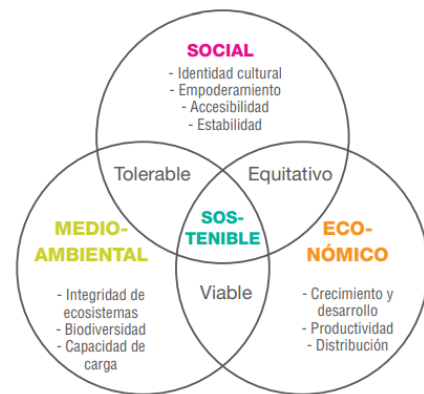 SOCIAL
- Identidad cultural
- Empoderamiento
- Accesibilidad
- Estabilidad
Tolerable
Equitativo
SOS-
TENIBLE
MEDIO-
AMBIENTAL
- Integridad de
ecosistemas
- Biodiversidad
- Capacidad de
carga
Viable
ECO-
NÓMICO
- Crecimiento y
desarrollo
- Productividad
- Distribución